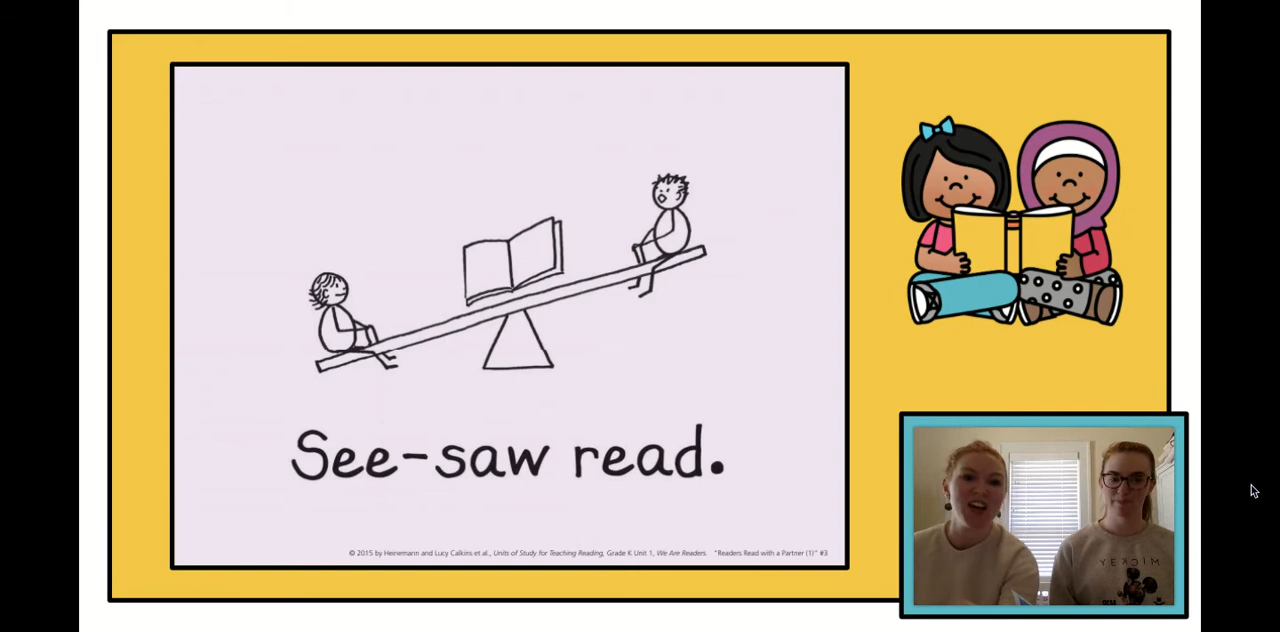 See-saw read.
© 2015 by Heinemann and Lucy Calkins et al., Units of Study for Teaching Reading, Grade K Unit 1, We Are Readers. "Readers Read with a Partner (1)" #3
MICKEY